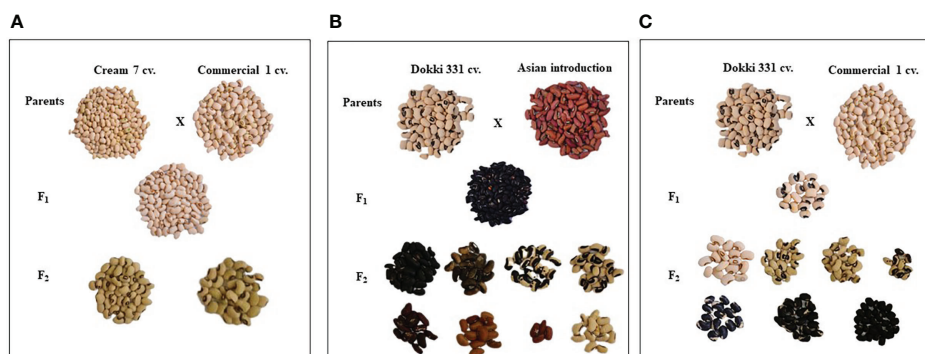 A
Cream 7 cv. Commercial 1 cv.
Parents
X
F1
F2
B
Dokki 331 cv. Asian introduction
Parents
X
F1
F2
C
Dokki 331 cv. Commercial 1 cv.
Parents
X
F1
F2